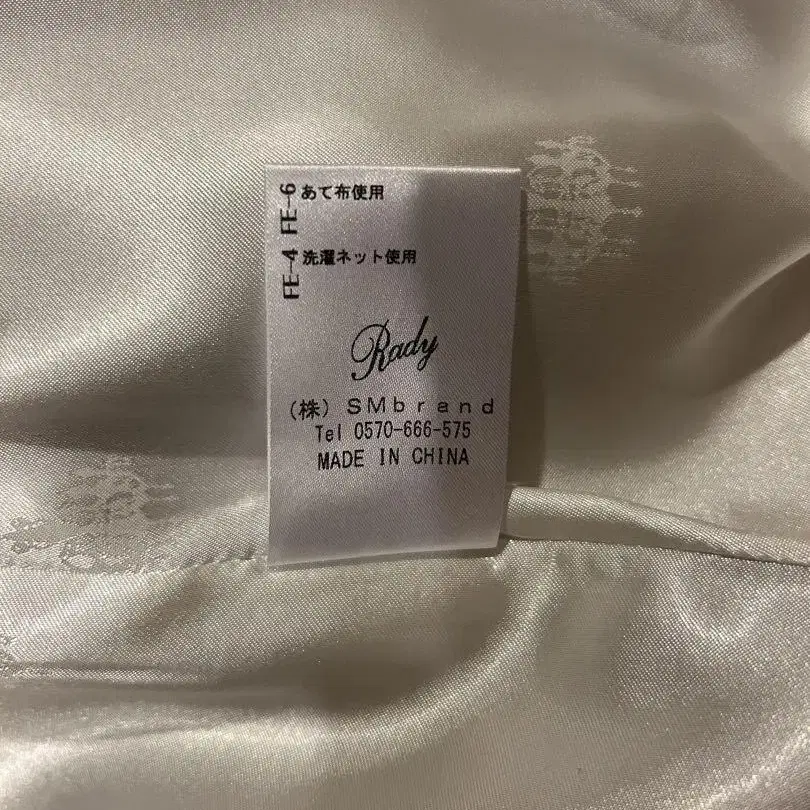 FE-6 あて布使用
FE-4 洗濯ネット使用
Rady
(株) SMbrand
Tel 0570-666-575
MADE IN CHINA